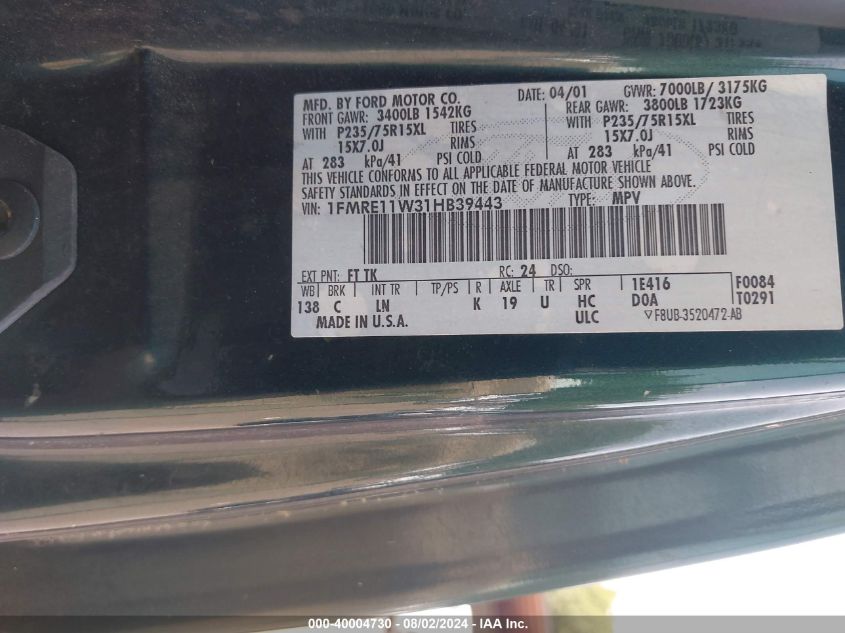 MFD. BY FORD MOTOR CO. DATE: 04/01 GVWR: 7000LB/ 3175KG
FRONT GAWR: 3400LB 1542KG REAR GAWR: 3800LB 1723KG
WITH P235/75R15XL TIRES WITH P235/75R15XL TIRES
15X7.0J RIMS 15X7.0J RIMS
AT 283 kPa/41 PSI COLD AT 283 kPa/41 PSI COLD
THIS VEHICLE CONFORMS TO ALL APPLICABLE FEDERAL MOTOR VEHICLE
SAFETY STANDARDS IN EFFECT ON THE DATE OF MANUFACTURE SHOWN ABOVE.
VIN: 1FMRE11W31HB39443 TYPE: MPV
EXT PNT: FT TK RC: 24 DSO:
WB BRK INT TR TP/PS R AXLE TR SPR 1E416 F0084
138 C LN K 19 U HC D0A T0291
MADE IN U.S.A. ULC ▽F8UB-3520472-AB
000-40004730 - 08/02/2024 - IAA Inc.